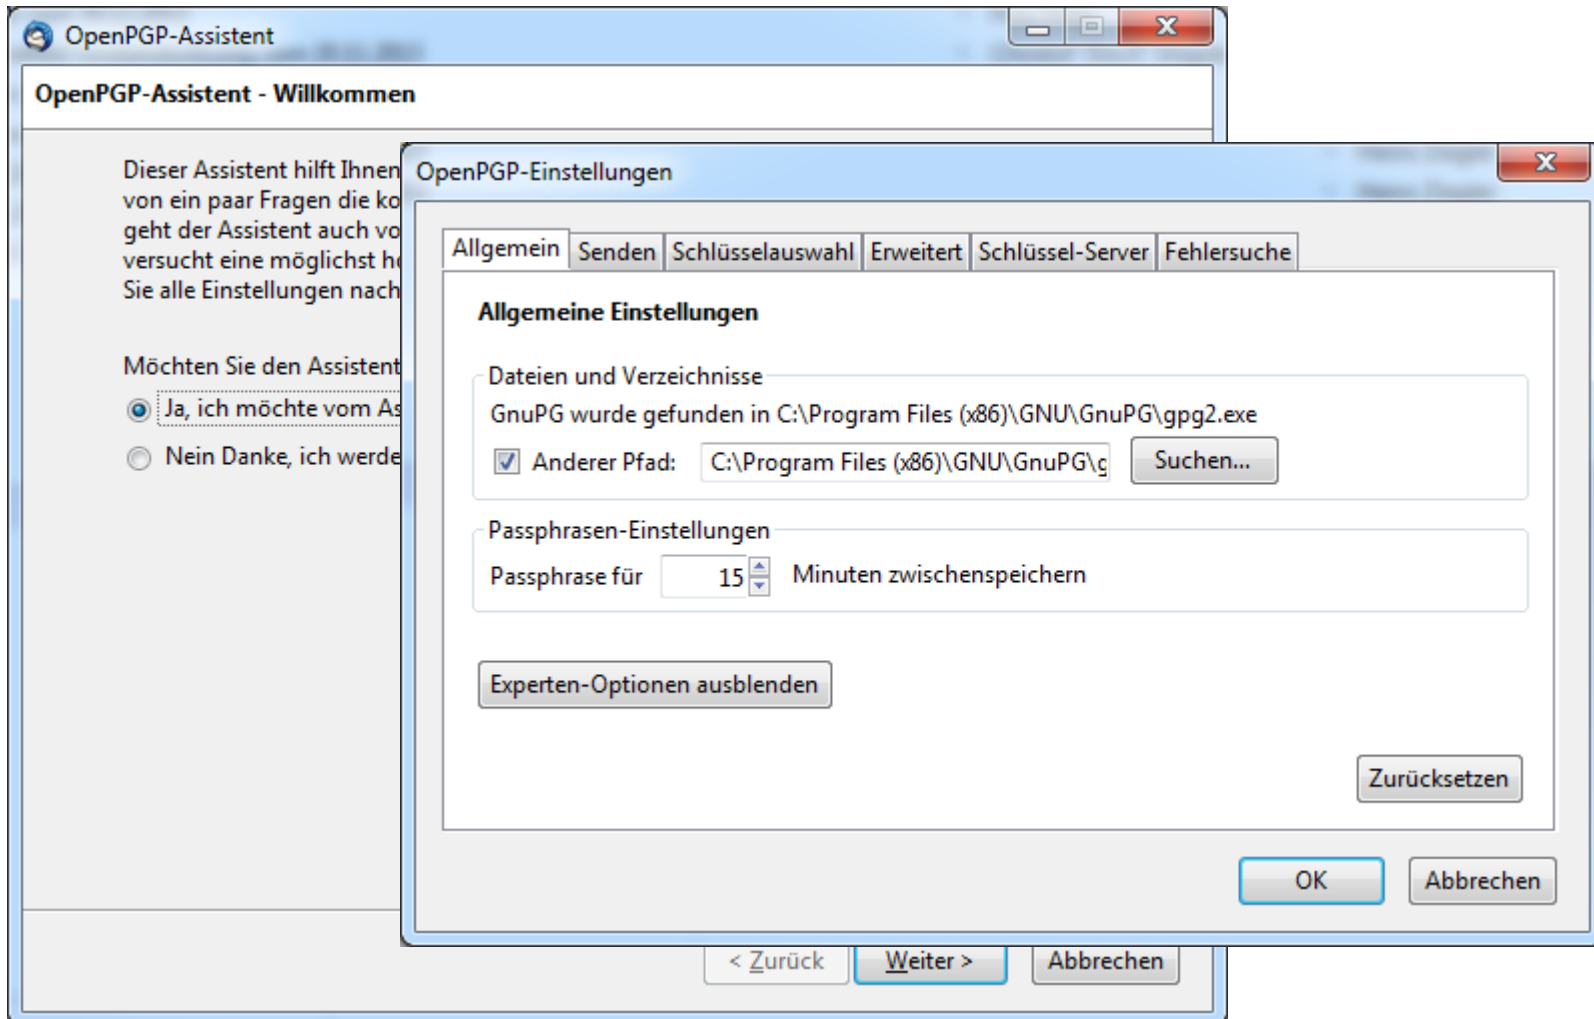 OpenPGP-Assistent
OpenPGP-Assistent - Willkommen
Dieser Assistent hilft Ihnen
von ein paar Fragen die ko
geht der Assistent auch vo
versucht eine möglichst h
Sie alle Einstellungen nach
Möchten Sie den Assistent
Ja, ich möchte vom As
Nein Danke, ich werde
< Zurück
Weiter >
Abbrechen
OpenPGP-Einstellungen
Allgemein Senden Schlüsselauswahl Erweitert Schlüssel-Server Fehlersuche
Allgemeine Einstellungen
Dateien und Verzeichnisse
GnuPG wurde gefunden in C:\Program Files (x86)\GNU\GnuPG\gpg2.exe
Anderer Pfad: C:\Program Files (x86)\GNU\GnuPG\g Suchen...
Passphrasen-Einstellungen
Passphrase für 15 Minuten zwischenspeichern
Experten-Optionen ausblenden
Zurücksetzen
OK Abbrechen